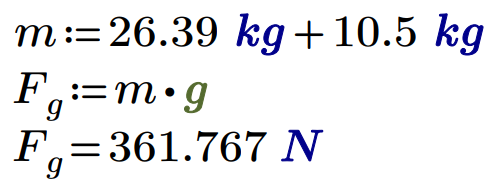 m:=26.39 kg+10.5 kg
F_g:=m⋅g
F_g=361.767 N